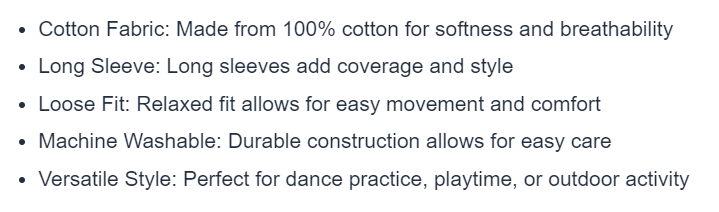 • Cotton Fabric: Made from 100% cotton for softness and breathability
• Long Sleeve: Long sleeves add coverage and style
• Loose Fit: Relaxed fit allows for easy movement and comfort
• Machine Washable: Durable construction allows for easy care
• Versatile Style: Perfect for dance practice, playtime, or outdoor activity